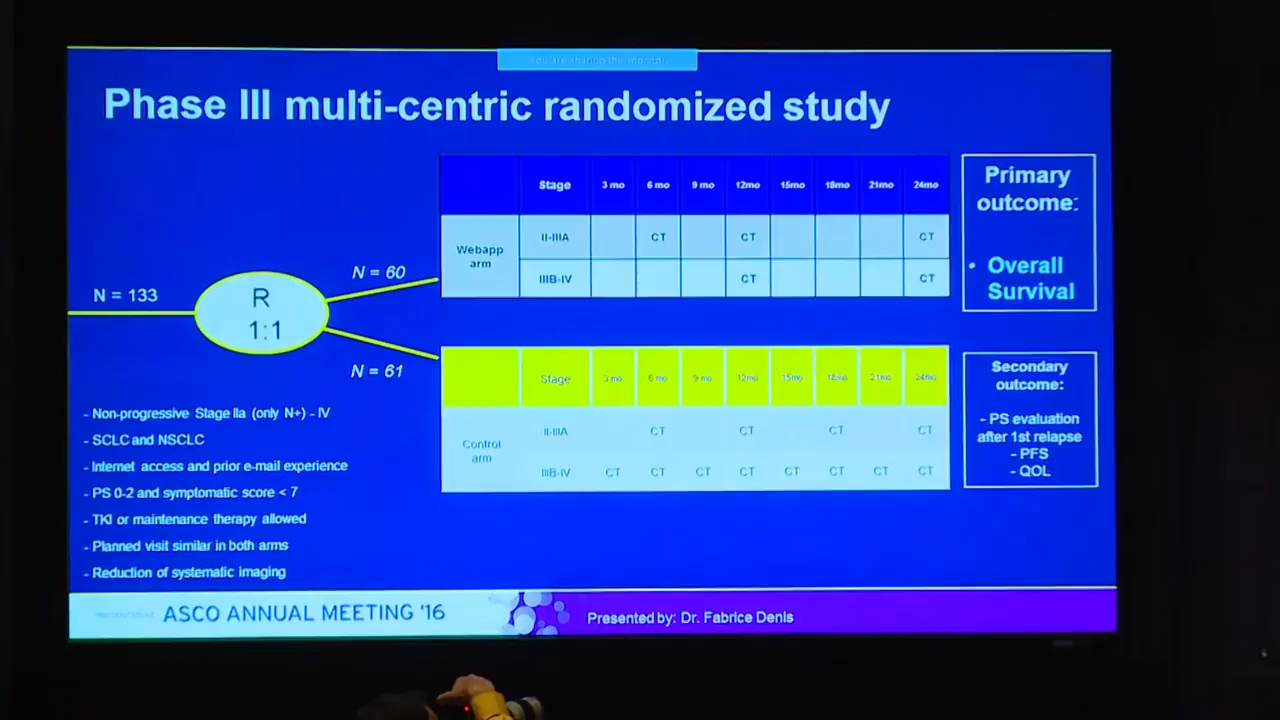 You are sharing this monitor
Phase III multi-centric randomized study
N = 133
R
1:1
N = 60
N = 61
Stage 3 mo 6 mo 9 mo 12mo 15mo 18mo 21mo 24mo
Webapp
arm
II-IIIA CT CT CT
IIIB-IV CT CT
Stage 3 mo 6 mo 9 mo 12mo 15mo 18mo 21mo 24mo
Control
arm
II-IIIA CT CT CT CT
IIIB-IV CT CT CT CT CT CT CT CT
Primary
outcome:
• Overall
Survival
Secondary
outcome:
- PS evaluation
after 1st relapse
- PFS
- QOL
- Non-progressive Stage IIa (only N+) - IV
- SCLC and NSCLC
- Internet access and prior e-mail experience
- PS 0-2 and symptomatic score < 7
- TKI or maintenance therapy allowed
- Planned visit similar in both arms
- Reduction of systematic imaging
ASCO ANNUAL MEETING '16
Presented by: Dr. Fabrice Denis